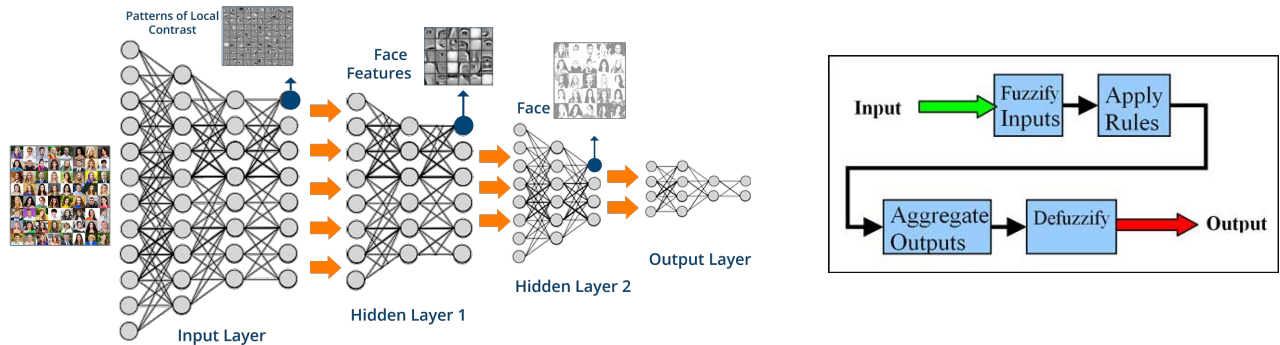 Patterns of Local
Contrast
Face
Features
Face
Input Layer
Hidden Layer 1
Hidden Layer 2
Output Layer
Input
Fuzzify
Inputs
Apply
Rules
Aggregate
Outputs
Defuzzify
Output